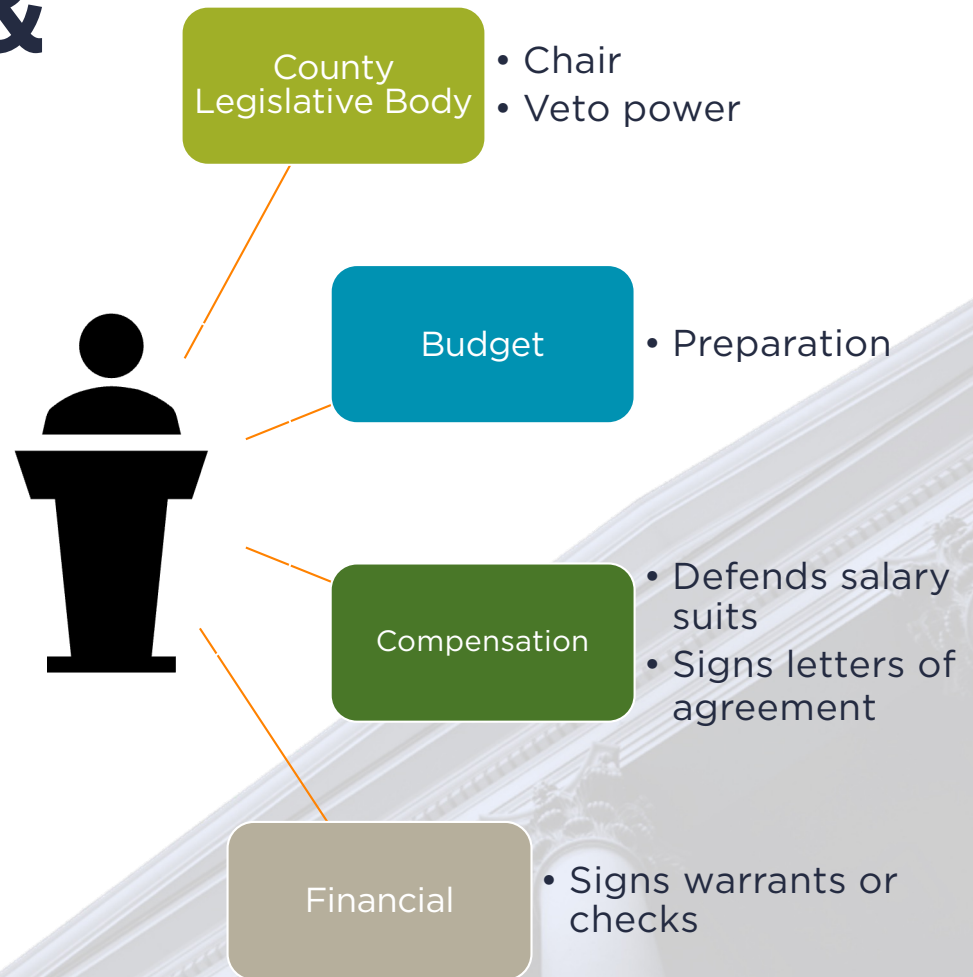 &
County
Legislative Body
• Chair
• Veto power
Budget
• Preparation
Compensation
• Defends salary
suits
• Signs letters of
agreement
Financial
• Signs warrants or
checks